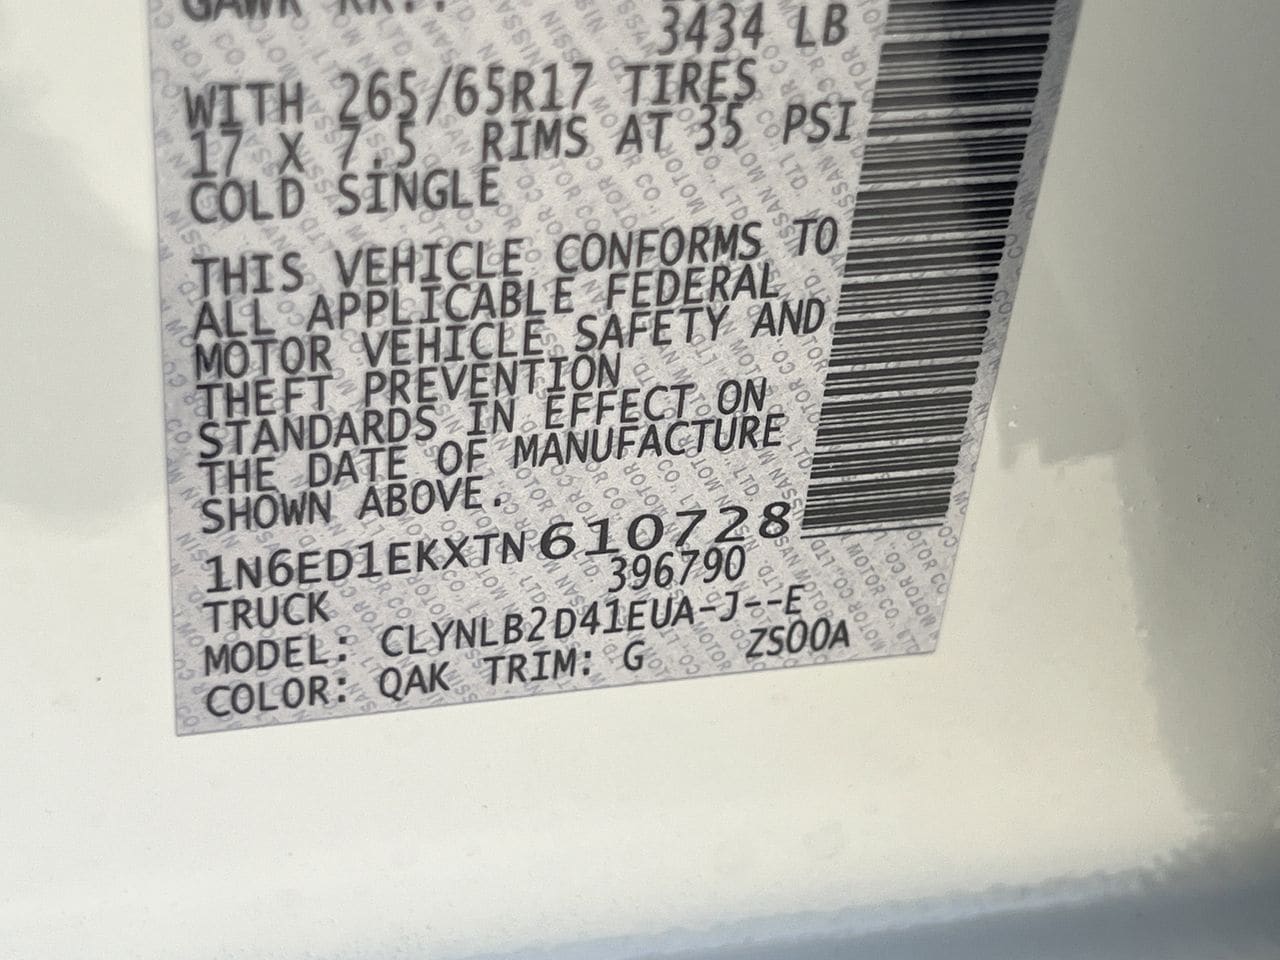 GAWR RR.:
3434 LB
WITH 265/65R17 TIRES
17 X 7.5 RIMS AT 35 PSI
COLD SINGLE
THIS VEHICLE CONFORMS TO
ALL APPLICABLE FEDERAL
MOTOR VEHICLE SAFETY AND
THEFT PREVENTION
STANDARDS IN EFFECT ON
THE DATE OF MANUFACTURE
SHOWN ABOVE.
1N6ED1EKXTN610728
396790
TRUCK
MODEL: CLYNLB2D41EUA-J--E
COLOR: QAK TRIM: G ZS00A